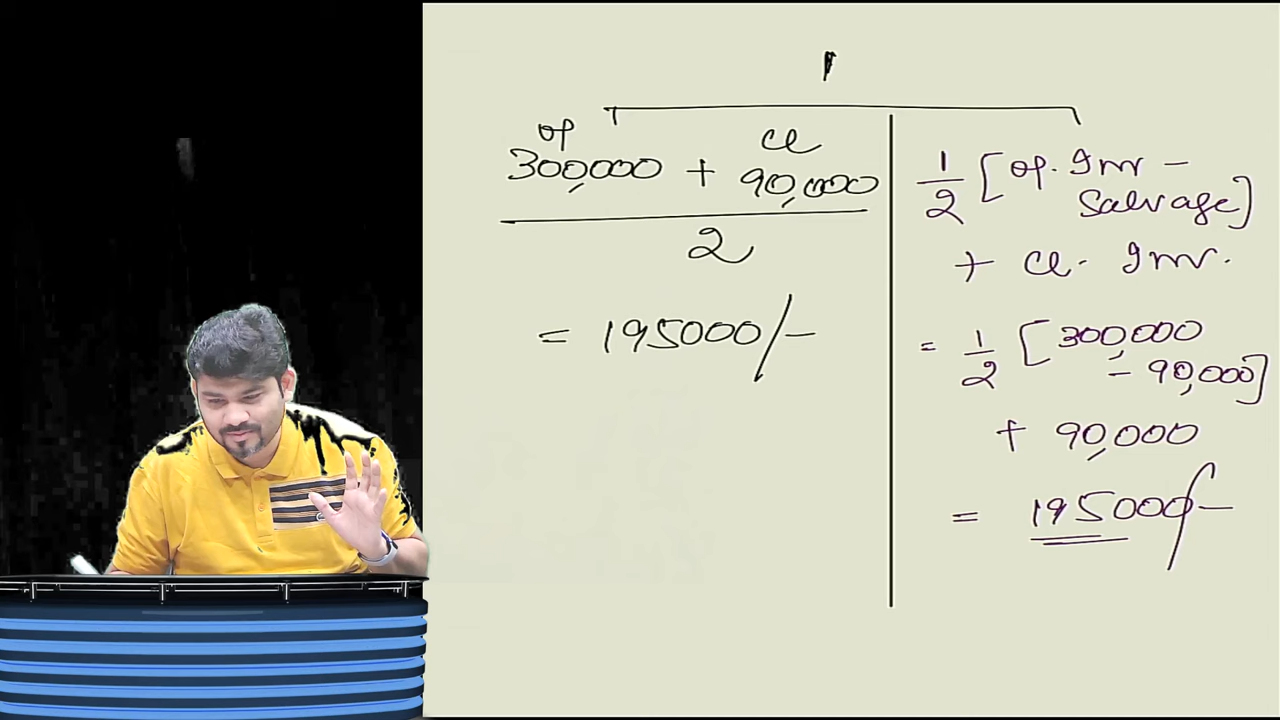 op cl
300,000 + 90,000
2
= 195000/-
1/2 [op. Inv -
Salvage]
+ Cl. Inv.
= 1/2 [300,000
- 90,000]
+ 90,000
= 195000/-